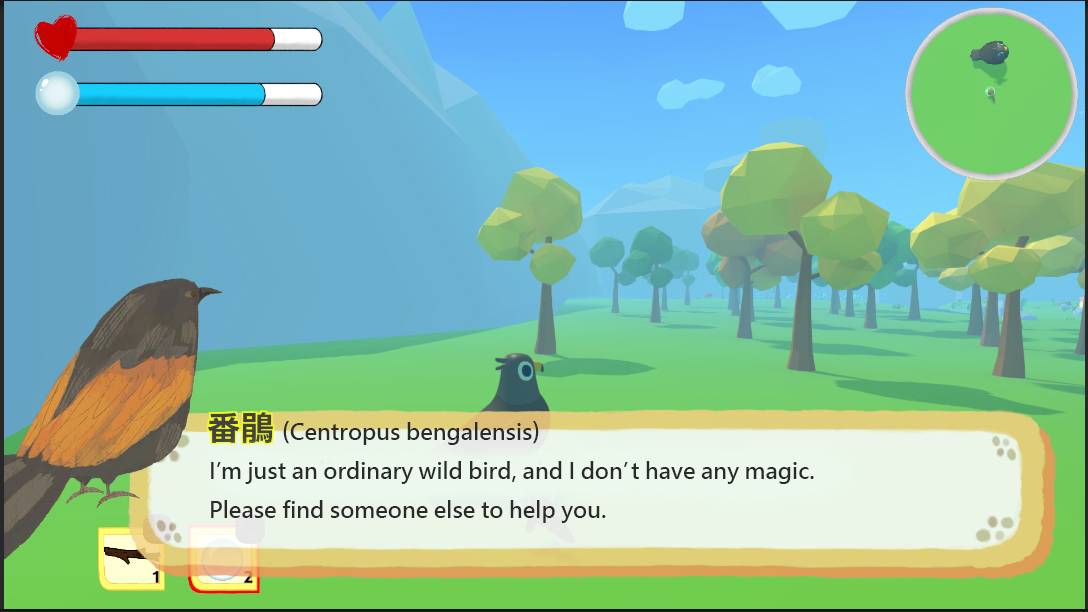 番鵑 (Centropus bengalensis)
I'm just an ordinary wild bird, and I don't have any magic.
Please find someone else to help you.
1
2